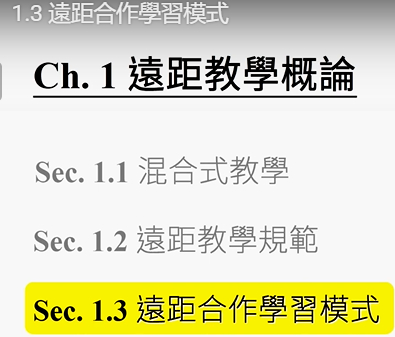 1.3 遠距合作學習模式
Ch. 1 遠距教學概論
Sec. 1.1 混合式教學
Sec. 1.2 遠距教學規範
Sec. 1.3 遠距合作學習模式